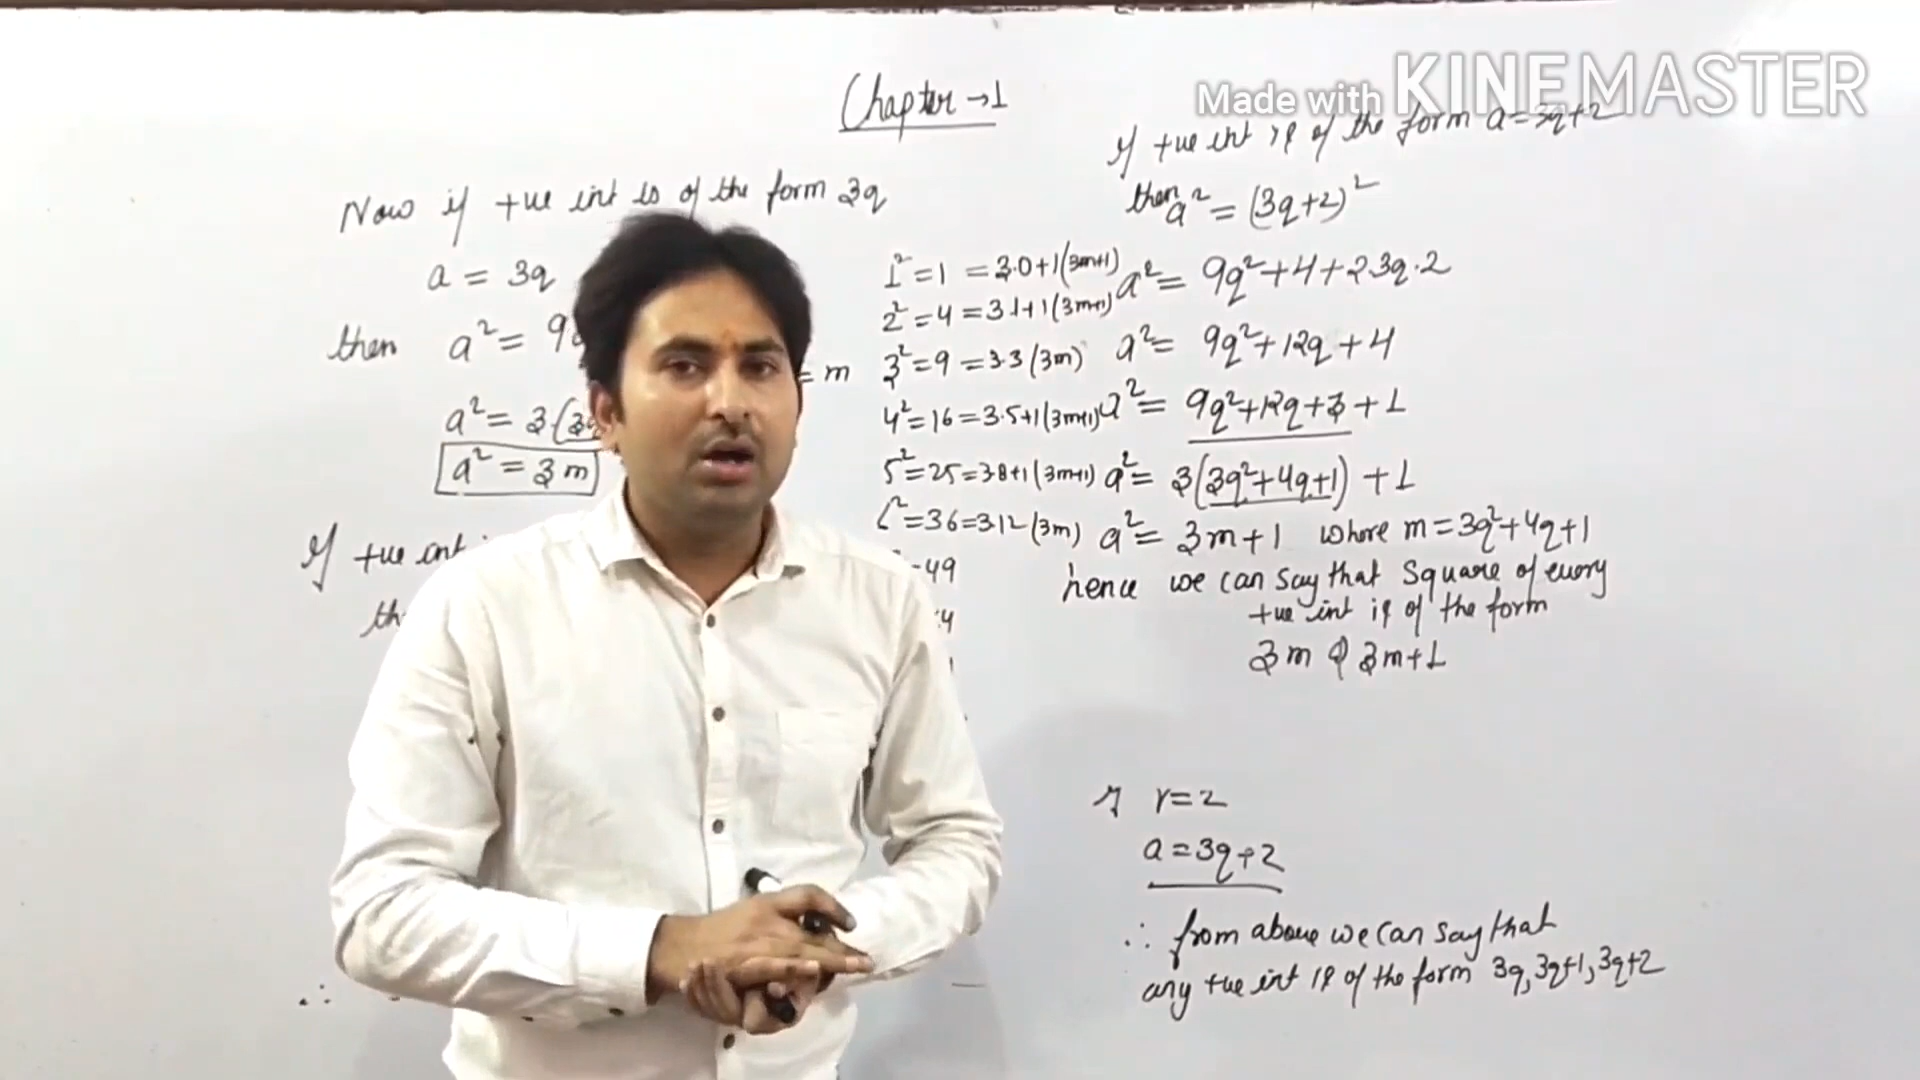 Chapter → 1
Made with KINEMASTER
Now if +ve int is of the form 3q
a = 3q
then a² = 9
= m
a² = 3(3q
a² = 3m
If +ve int
th
1² = 1 = 3.0+1(3m+1)
2² = 4 = 3.1+1(3m+1)
3² = 9 = 3.3(3m)
4² = 16 = 3.5+1(3m+1)
5² = 25 = 3.8+1(3m+1)
6² = 36 = 3.12(3m)
49
If +ve int is of the form a = 3q+2
then a² = (3q+2)²
a² = 9q²+4+2.3q.2
a² = 9q²+12q+4
a² = 9q²+12q+3+1
a² = 3(3q²+4q+1)+1
a² = 3m+1 where m = 3q²+4q+1
hence we can say that square of every
+ve int is of the form
3m & 3m+1
If r = 2
a = 3q+2
∴ from above we can say that
any +ve int is of the form 3q, 3q+1, 3q+2
∴